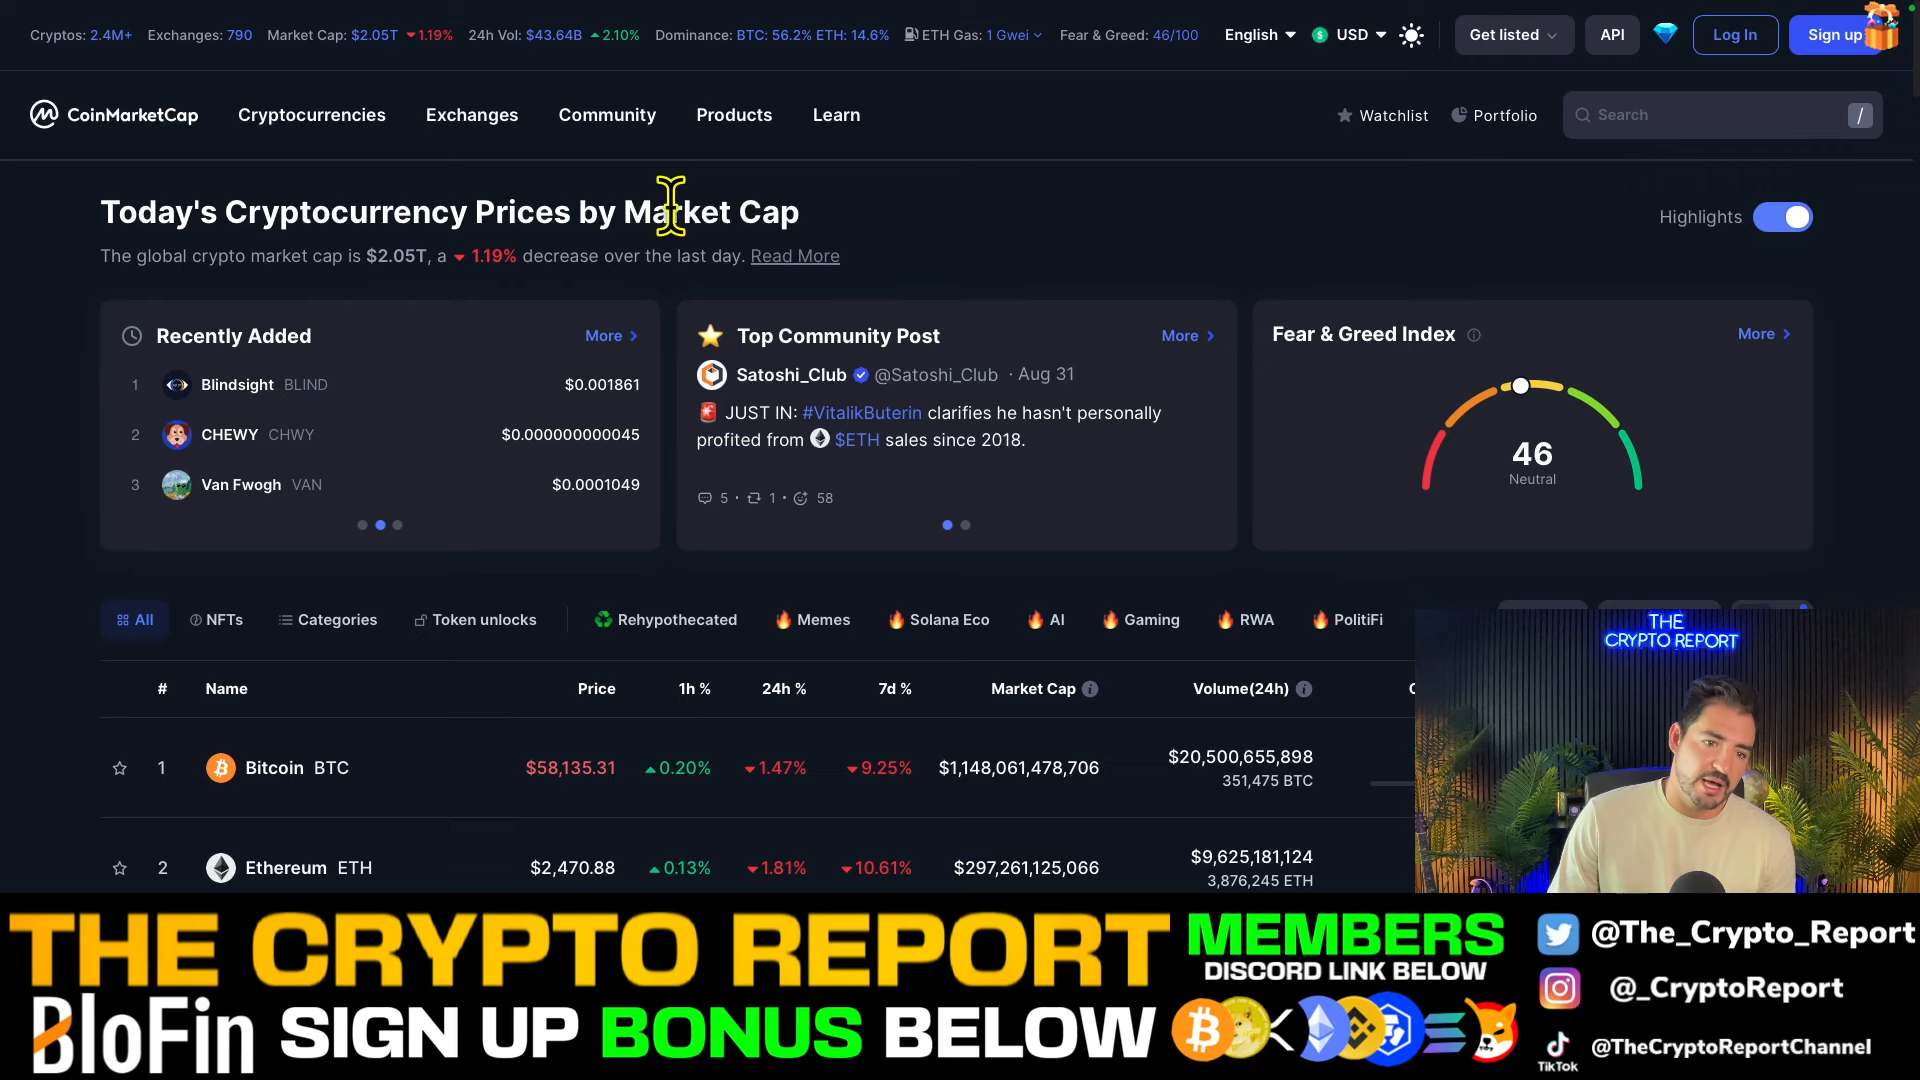 Cryptos: 2.4M+ Exchanges: 790 Market Cap: $2.05T 1.19% 24h Vol: $43.64B 2.10% Dominance: BTC: 56.2% ETH: 14.6% ETH Gas: 1 Gwei Fear & Greed: 46/100 English USD Get listed API Log In Sign up
CoinMarketCap Cryptocurrencies Exchanges Community Products Learn Watchlist Portfolio Search /
Today's Cryptocurrency Prices by Market Cap
Highlights
The global crypto market cap is $2.05T, a 1.19% decrease over the last day. Read More
Recently Added More
1 Blindsight BLIND $0.001861
2 CHEWY CHWY $0.000000000045
3 Van Fwogh VAN $0.0001049
Top Community Post More
Satoshi_Club @Satoshi_Club · Aug 31
JUST IN: #VitalikButerin clarifies he hasn't personally
profited from $ETH sales since 2018.
5 · 1 · 58
Fear & Greed Index More
46
Neutral
All NFTs Categories Token unlocks Rehypothecated Memes Solana Eco AI Gaming RWA PolitiFi
# Name Price 1h % 24h % 7d % Market Cap Volume(24h)
1 Bitcoin BTC $58,135.31 0.20% 1.47% 9.25% $1,148,061,478,706 $20,500,655,898
351,475 BTC
2 Ethereum ETH $2,470.88 0.13% 1.81% 10.61% $297,261,125,066 $9,625,181,124
3,876,245 ETH
THE
CRYPTO REPORT
THE CRYPTO REPORT
BloFin SIGN UP BONUS BELOW
MEMBERS
DISCORD LINK BELOW
@The_Crypto_Report
@_CryptoReport
TikTok @TheCryptoReportChannel